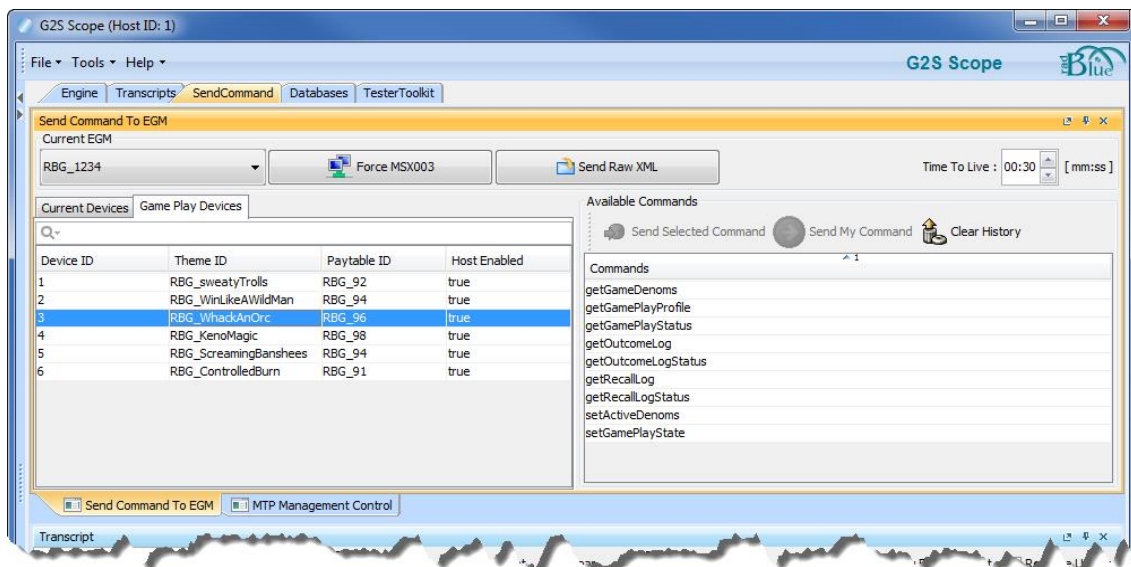 G2S Scope (Host ID: 1)
File Tools Help
G2S Scope
radBlue
Engine Transcripts SendCommand Databases TesterToolkit
Send Command To EGM
Current EGM
RBG_1234 Force MSX003 Send Raw XML Time To Live : 00:30 [ mm:ss ]
Current Devices Game Play Devices
Available Commands
Send Selected Command Send My Command Clear History
Device ID Theme ID Paytable ID Host Enabled
1 RBG_sweatyTrolls RBG_92 true
2 RBG_WinLikeAWildMan RBG_94 true
3 RBG_WhackAnOrc RBG_96 true
4 RBG_KenoMagic RBG_98 true
5 RBG_ScreamingBanshees RBG_94 true
6 RBG_ControlledBurn RBG_91 true
1
Commands
getGameDenoms
getGamePlayProfile
getGamePlayStatus
getOutcomeLog
getOutcomeLogStatus
getRecallLog
getRecallLogStatus
setActiveDenoms
setGamePlayState
Send Command To EGM MTP Management Control
Transcript